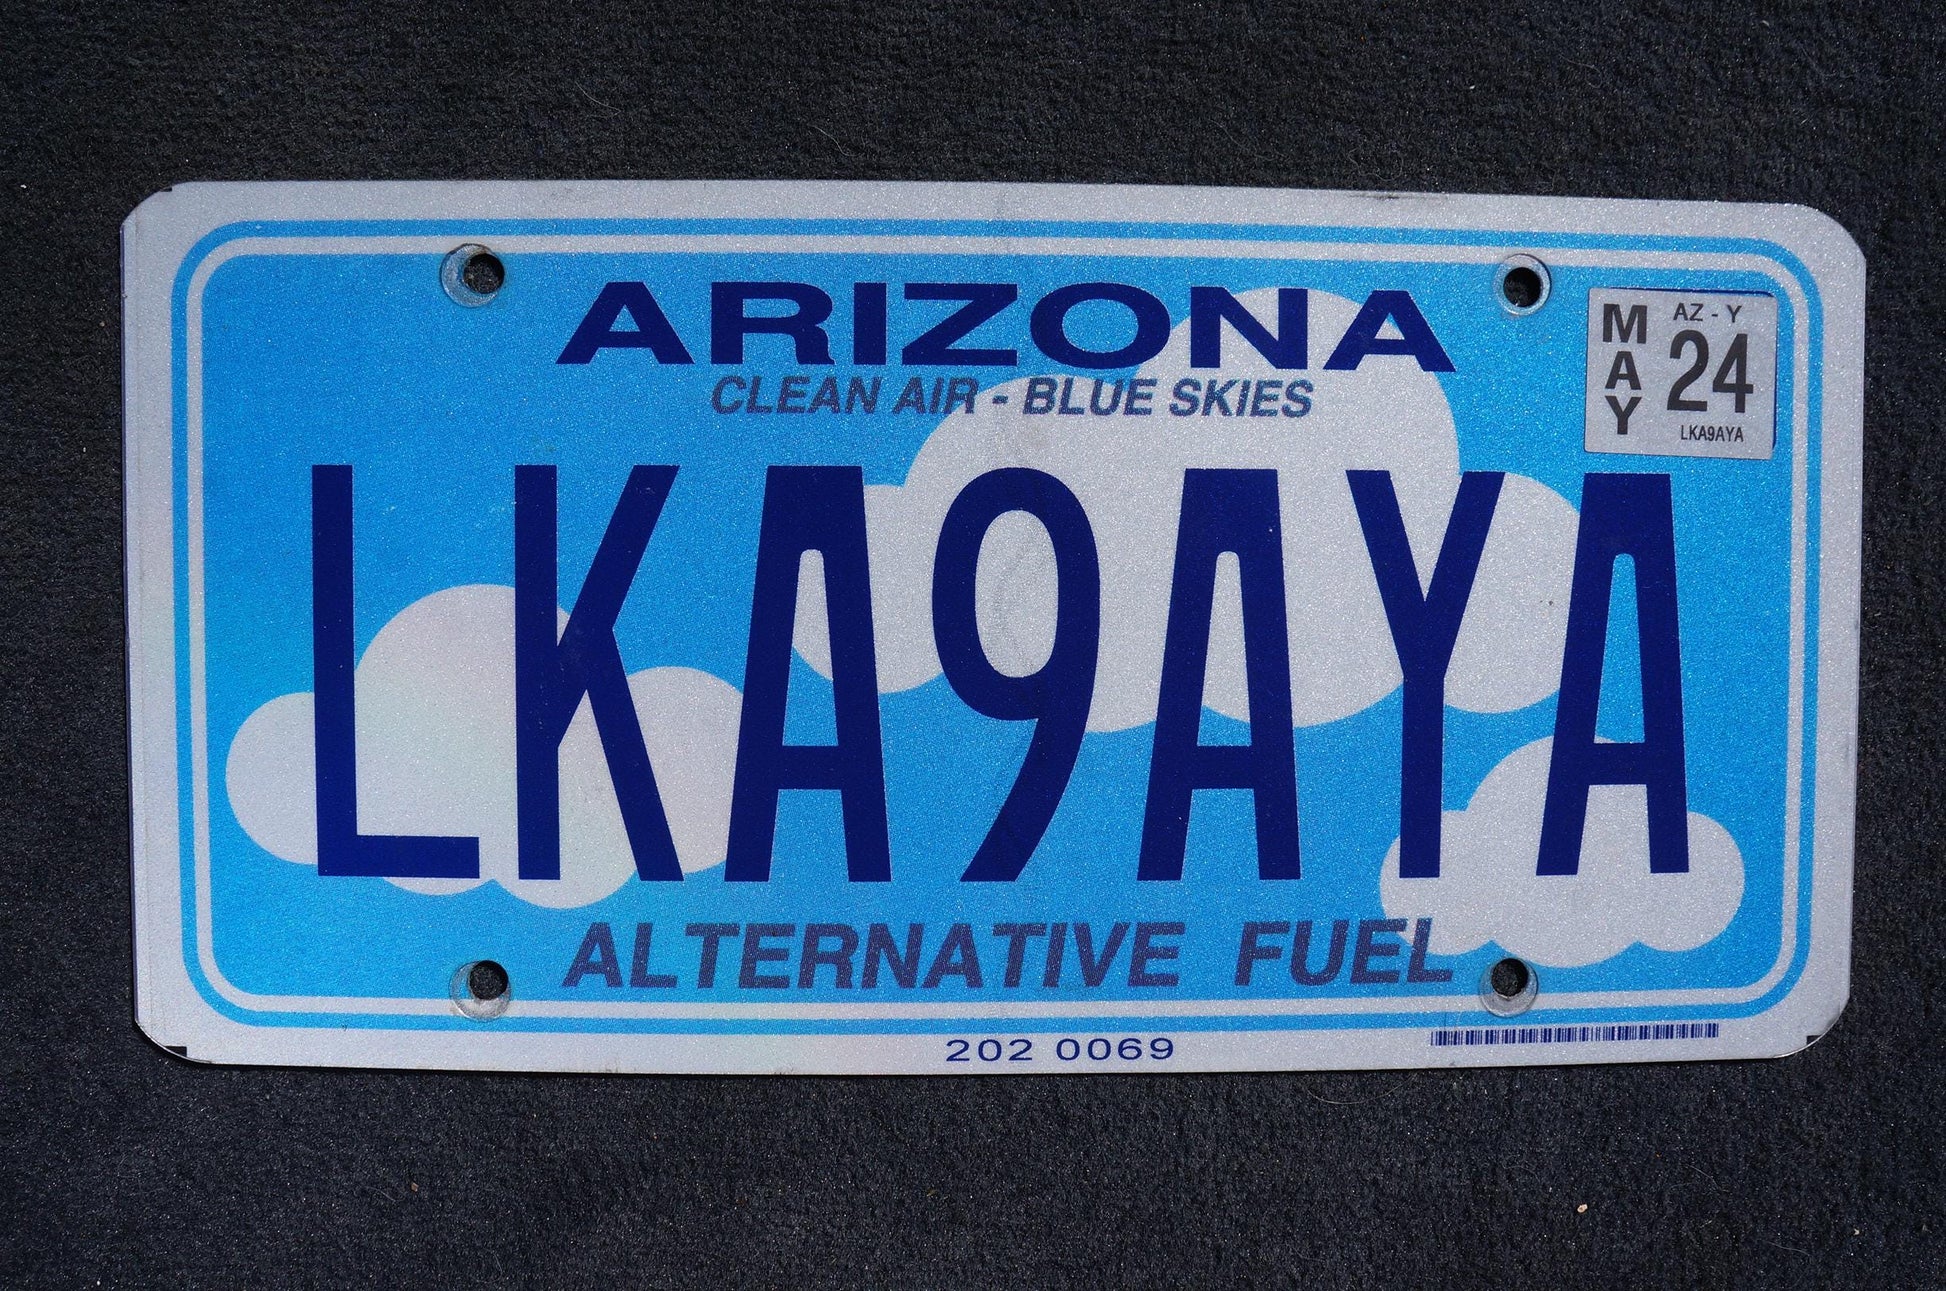 ARIZONA
CLEAN AIR - BLUE SKIES
MAY
AZ - Y
24
LKA9AYA
LKA9AYA
ALTERNATIVE FUEL
202 0069